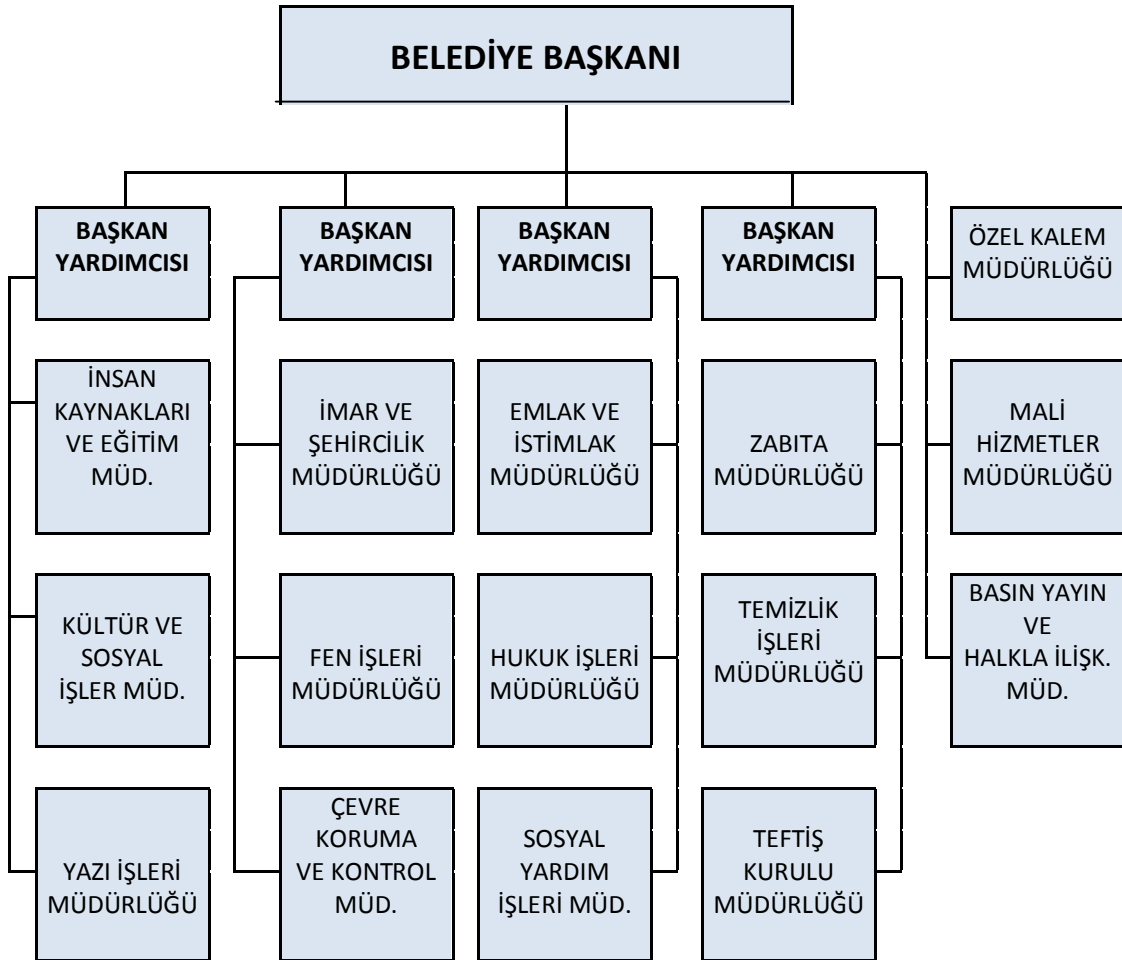 BELEDİYE BAŞKANI
BAŞKAN
YARDIMCISI
BAŞKAN
YARDIMCISI
BAŞKAN
YARDIMCISI
BAŞKAN
YARDIMCISI
ÖZEL KALEM
MÜDÜRLÜĞÜ
İNSAN
KAYNAKLARI
VE EĞİTİM
MÜD.
İMAR VE
ŞEHİRCİLİK
MÜDÜRLÜĞÜ
EMLAK VE
İSTİMLAK
MÜDÜRLÜĞÜ
ZABITA
MÜDÜRLÜĞÜ
MALİ
HİZMETLER
MÜDÜRLÜĞÜ
KÜLTÜR VE
SOSYAL
İŞLER MÜD.
FEN İŞLERİ
MÜDÜRLÜĞÜ
HUKUK İŞLERİ
MÜDÜRLÜĞÜ
TEMİZLİK
İŞLERİ
MÜDÜRLÜĞÜ
BASIN YAYIN
VE
HALKLA İLİŞK.
MÜD.
YAZI İŞLERİ
MÜDÜRLÜĞÜ
ÇEVRE
KORUMA
VE KONTROL
MÜD.
SOSYAL
YARDIM
İŞLERİ MÜD.
TEFTİŞ
KURULU
MÜDÜRLÜĞÜ